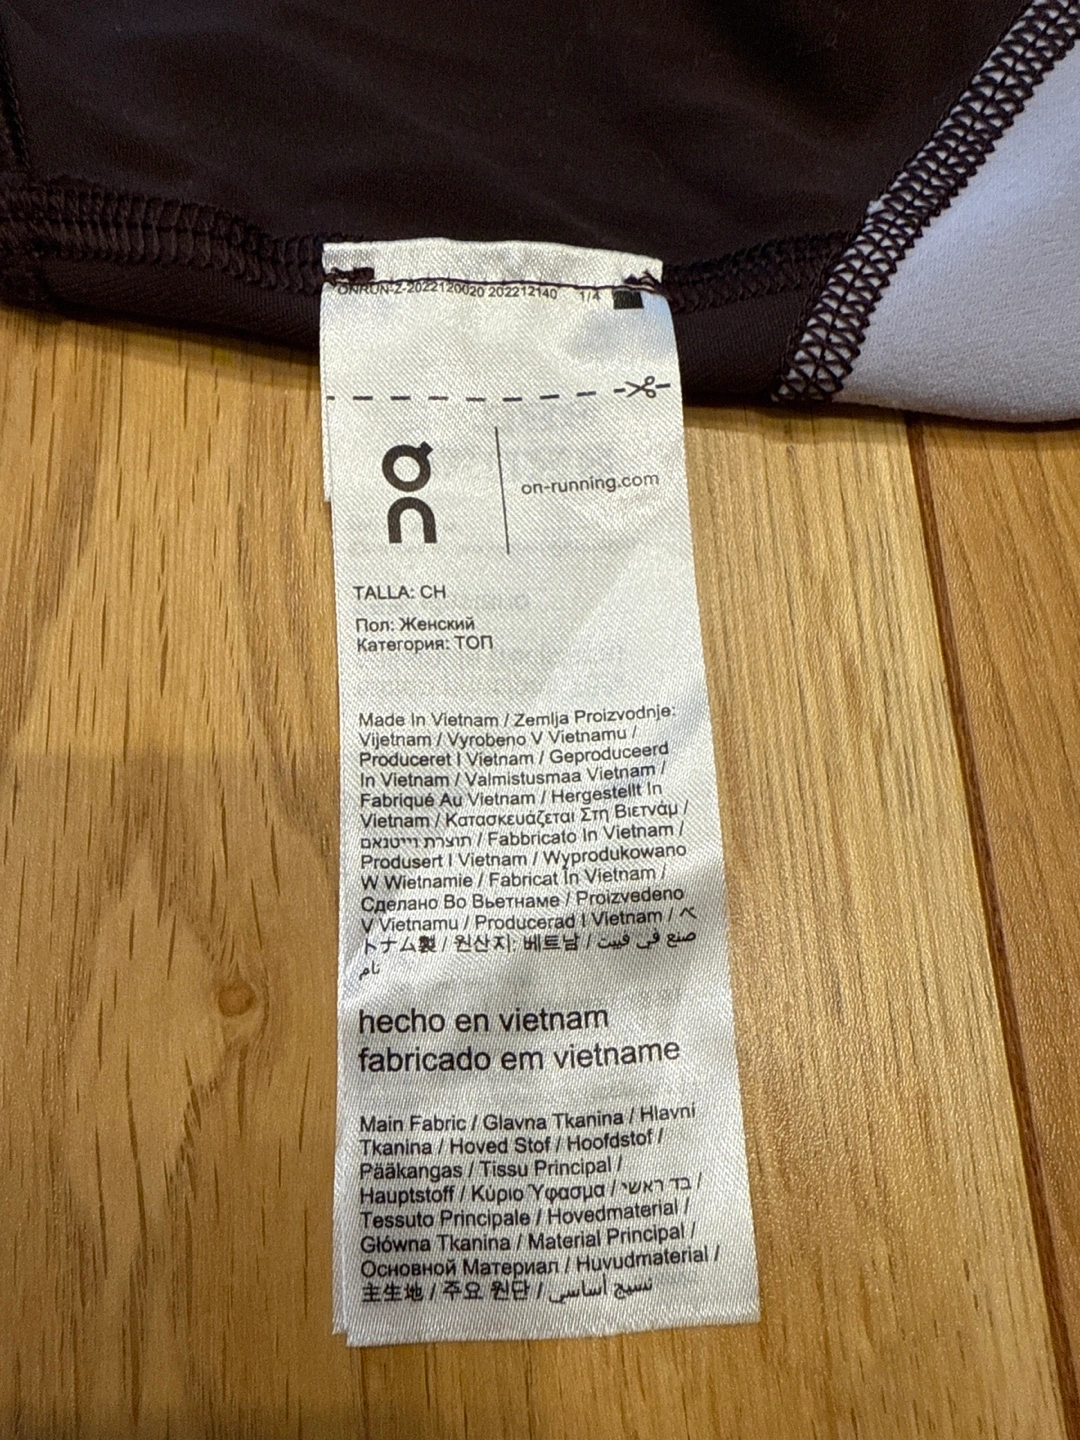 ONRUN-Z-2022120020 202212140 1/4
on
on-running.com
TALLA: CH
Пол: Женский
Категория: ТОП
Made In Vietnam / Zemlja Proizvodnje:
Vijetnam / Vyrobeno V Vietnamu /
Produceret I Vietnam / Geproduceerd
In Vietnam / Valmistusmaa Vietnam /
Fabriqué Au Vietnam / Hergestellt In
Vietnam / Κατασκευάζεται Στη Βιετνάμ /
תוצרת וייטנאם / Fabbricato In Vietnam /
Produsert I Vietnam / Wyprodukowano
W Wietnamie / Fabricat În Vietnam /
Сделано Во Вьетнаме / Proizvedeno
V Vietnamu / Producerad I Vietnam / ベ
トナム製 / 원산지: 베트남 / صنع في فييت
نام
hecho en vietnam
fabricado em vietname
Main Fabric / Glavna Tkanina / Hlavní
Tkanina / Hoved Stof / Hoofdstof /
Pääkangas / Tissu Principal /
Hauptstoff / Κύριο Ύφασμα / בד ראשי /
Tessuto Principale / Hovedmaterial /
Główna Tkanina / Material Principal /
Основной Материал / Huvudmaterial /
主生地 / 주요 원단 / نسيج أساسي